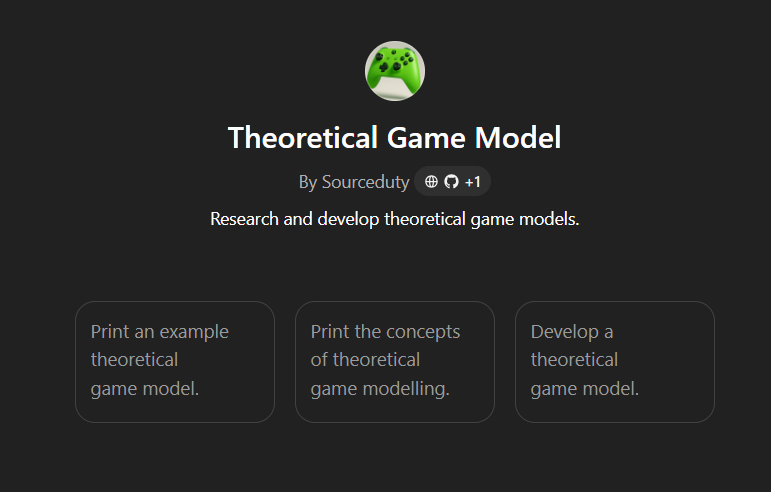 Theoretical Game Model
By Sourceduty +1
Research and develop theoretical game models.
Print an example
theoretical
game model.
Print the concepts
of theoretical
game modelling.
Develop a
theoretical
game model.